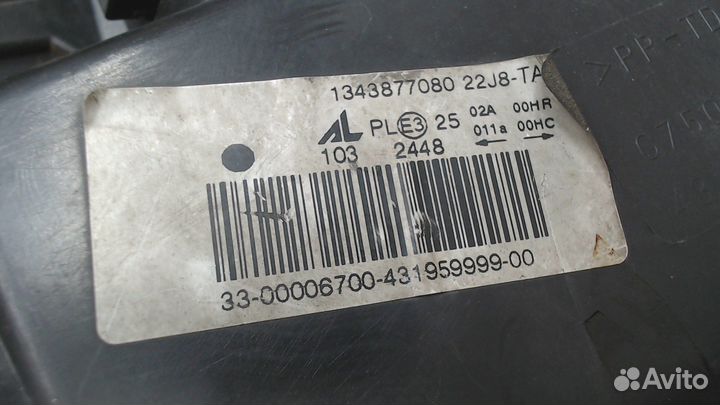 1343877080 22J8-TA
AL PL E3 25 02A 00HR
011a 00HC
103 2448
33-00006700-431959999-00
>PP-TD
Avito